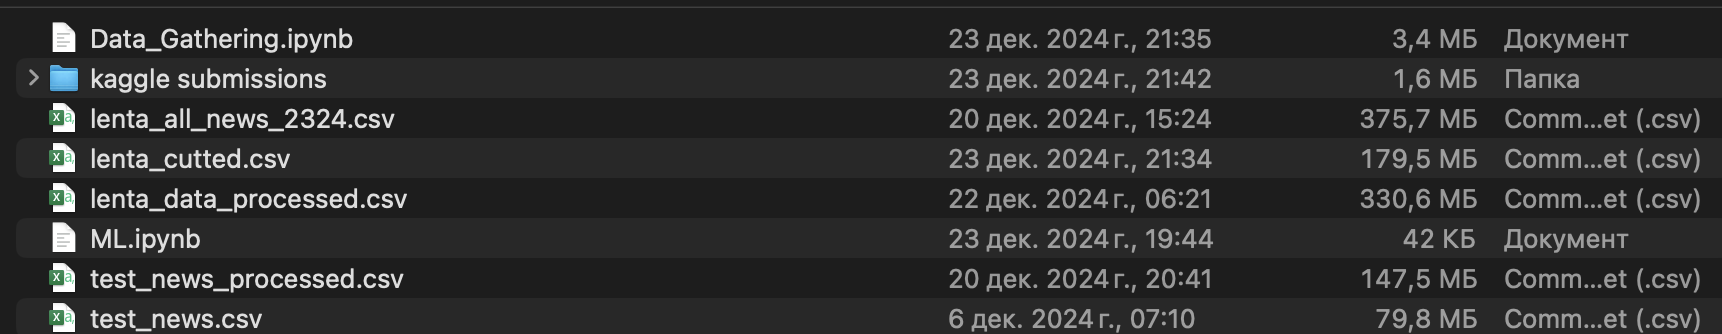 Data_Gathering.ipynb 23 дек. 2024 г., 21:35 3,4 МБ Документ
kaggle submissions 23 дек. 2024 г., 21:42 1,6 МБ Папка
lenta_all_news_2324.csv 20 дек. 2024 г., 15:24 375,7 МБ Comm...et (.csv)
lenta_cutted.csv 23 дек. 2024 г., 21:34 179,5 МБ Comm...et (.csv)
lenta_data_processed.csv 22 дек. 2024 г., 06:21 330,6 МБ Comm...et (.csv)
ML.ipynb 23 дек. 2024 г., 19:44 42 КБ Документ
test_news_processed.csv 20 дек. 2024 г., 20:41 147,5 МБ Comm...et (.csv)
test_news.csv 6 дек. 2024 г., 07:10 79,8 МБ Comm...et (.csv)